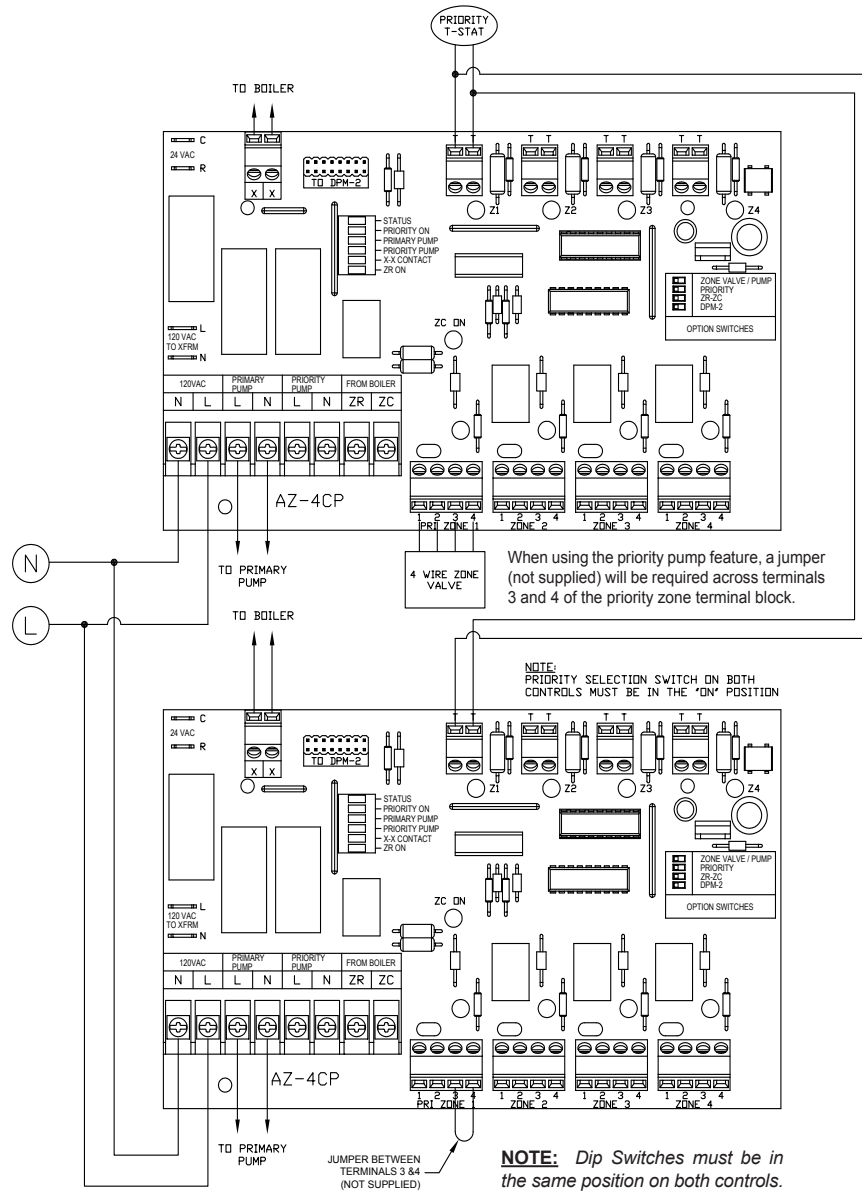 PRIORITY
T-STAT
TO BOILER
C
24 VAC
R
X X
TO DPM-2
T T T T T T T T
Z1 Z2 Z3 Z4
STATUS
PRIORITY ON
PRIMARY PUMP
PRIORITY PUMP
X-X CONTACT
ZR ON
ZONE VALVE / PUMP
PRIORITY
ZR-ZC
DPM-2
OPTION SWITCHES
ZC ON
L
120 VAC
TO XFRM
N
120VAC PRIMARY PUMP PRIORITY PUMP FROM BOILER
N L L N L N ZR ZC
AZ-4CP
1 2 3 4 1 2 3 4 1 2 3 4 1 2 3 4
PRI ZONE 1 ZONE 2 ZONE 3 ZONE 4
N
L
TO PRIMARY
PUMP
4 WIRE ZONE
VALVE
When using the priority pump feature, a jumper
(not supplied) will be required across terminals
3 and 4 of the priority zone terminal block.
TO BOILER
NOTE:
PRIORITY SELECTION SWITCH ON BOTH
CONTROLS MUST BE IN THE "ON" POSITION
C
24 VAC
R
X X
TO DPM-2
T T T T T T T T
Z1 Z2 Z3 Z4
STATUS
PRIORITY ON
PRIMARY PUMP
PRIORITY PUMP
X-X CONTACT
ZR ON
ZONE VALVE / PUMP
PRIORITY
ZR-ZC
DPM-2
OPTION SWITCHES
ZC ON
L
120 VAC
TO XFRM
N
120VAC PRIMARY PUMP PRIORITY PUMP FROM BOILER
N L L N L N ZR ZC
AZ-4CP
1 2 3 4 1 2 3 4 1 2 3 4 1 2 3 4
PRI ZONE 1 ZONE 2 ZONE 3 ZONE 4
TO PRIMARY
PUMP
JUMPER BETWEEN
TERMINALS 3 &4
(NOT SUPPLIED)
NOTE: Dip Switches must be in
the same position on both controls.